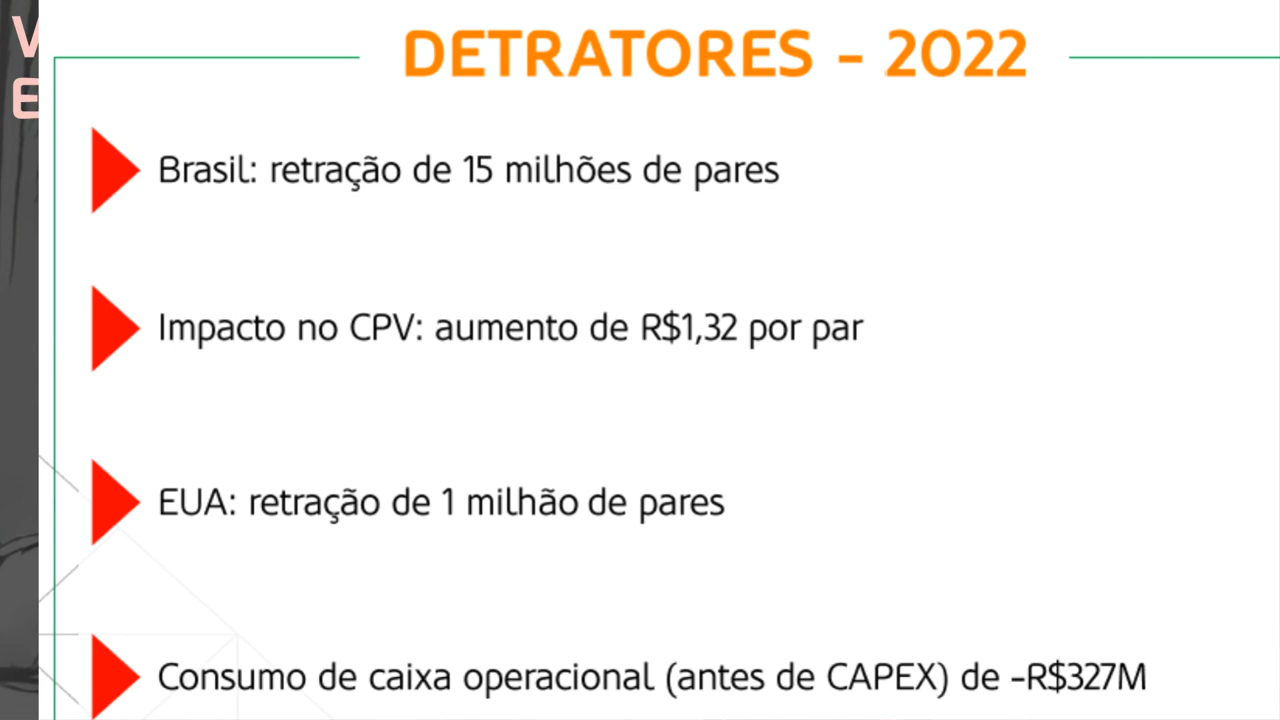 DETRATORES - 2022
Brasil: retração de 15 milhões de pares
Impacto no CPV: aumento de R$1,32 por par
EUA: retração de 1 milhão de pares
Consumo de caixa operacional (antes de CAPEX) de -R$327M